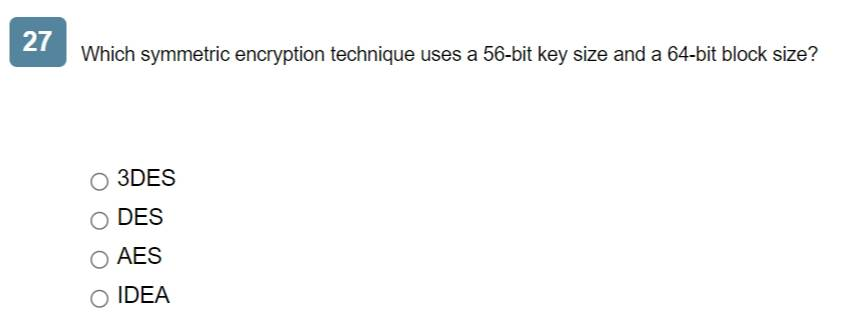 27
Which symmetric encryption technique uses a 56-bit key size and a 64-bit block size?
3DES
DES
AES
IDEA